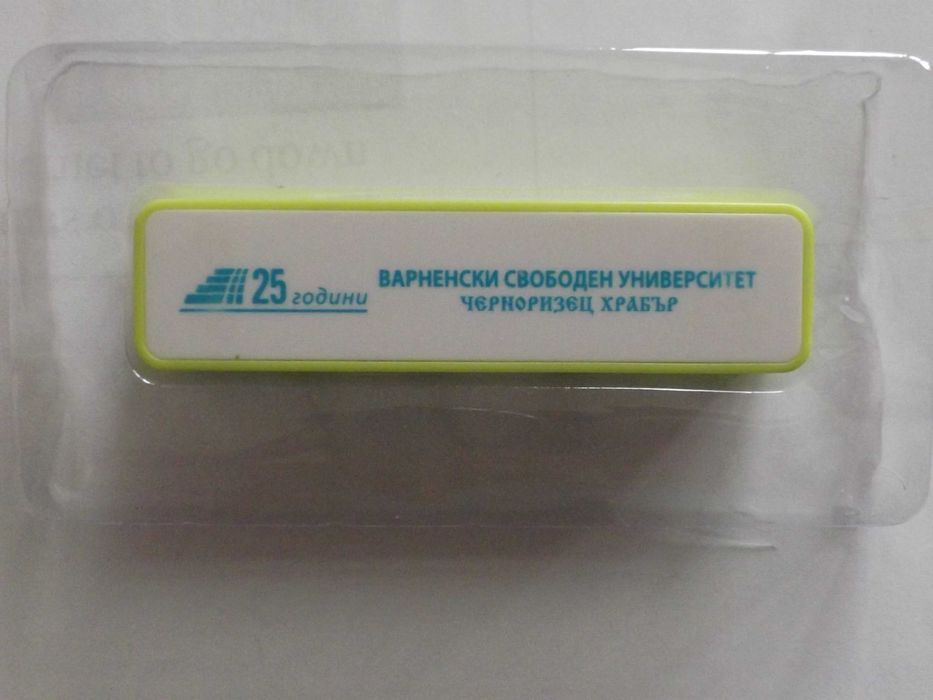 25 години
ВАРНЕНСКИ СВОБОДЕН УНИВЕРСИТЕТ
ЧЕРНОРИЗЕЦ ХРАБЪР